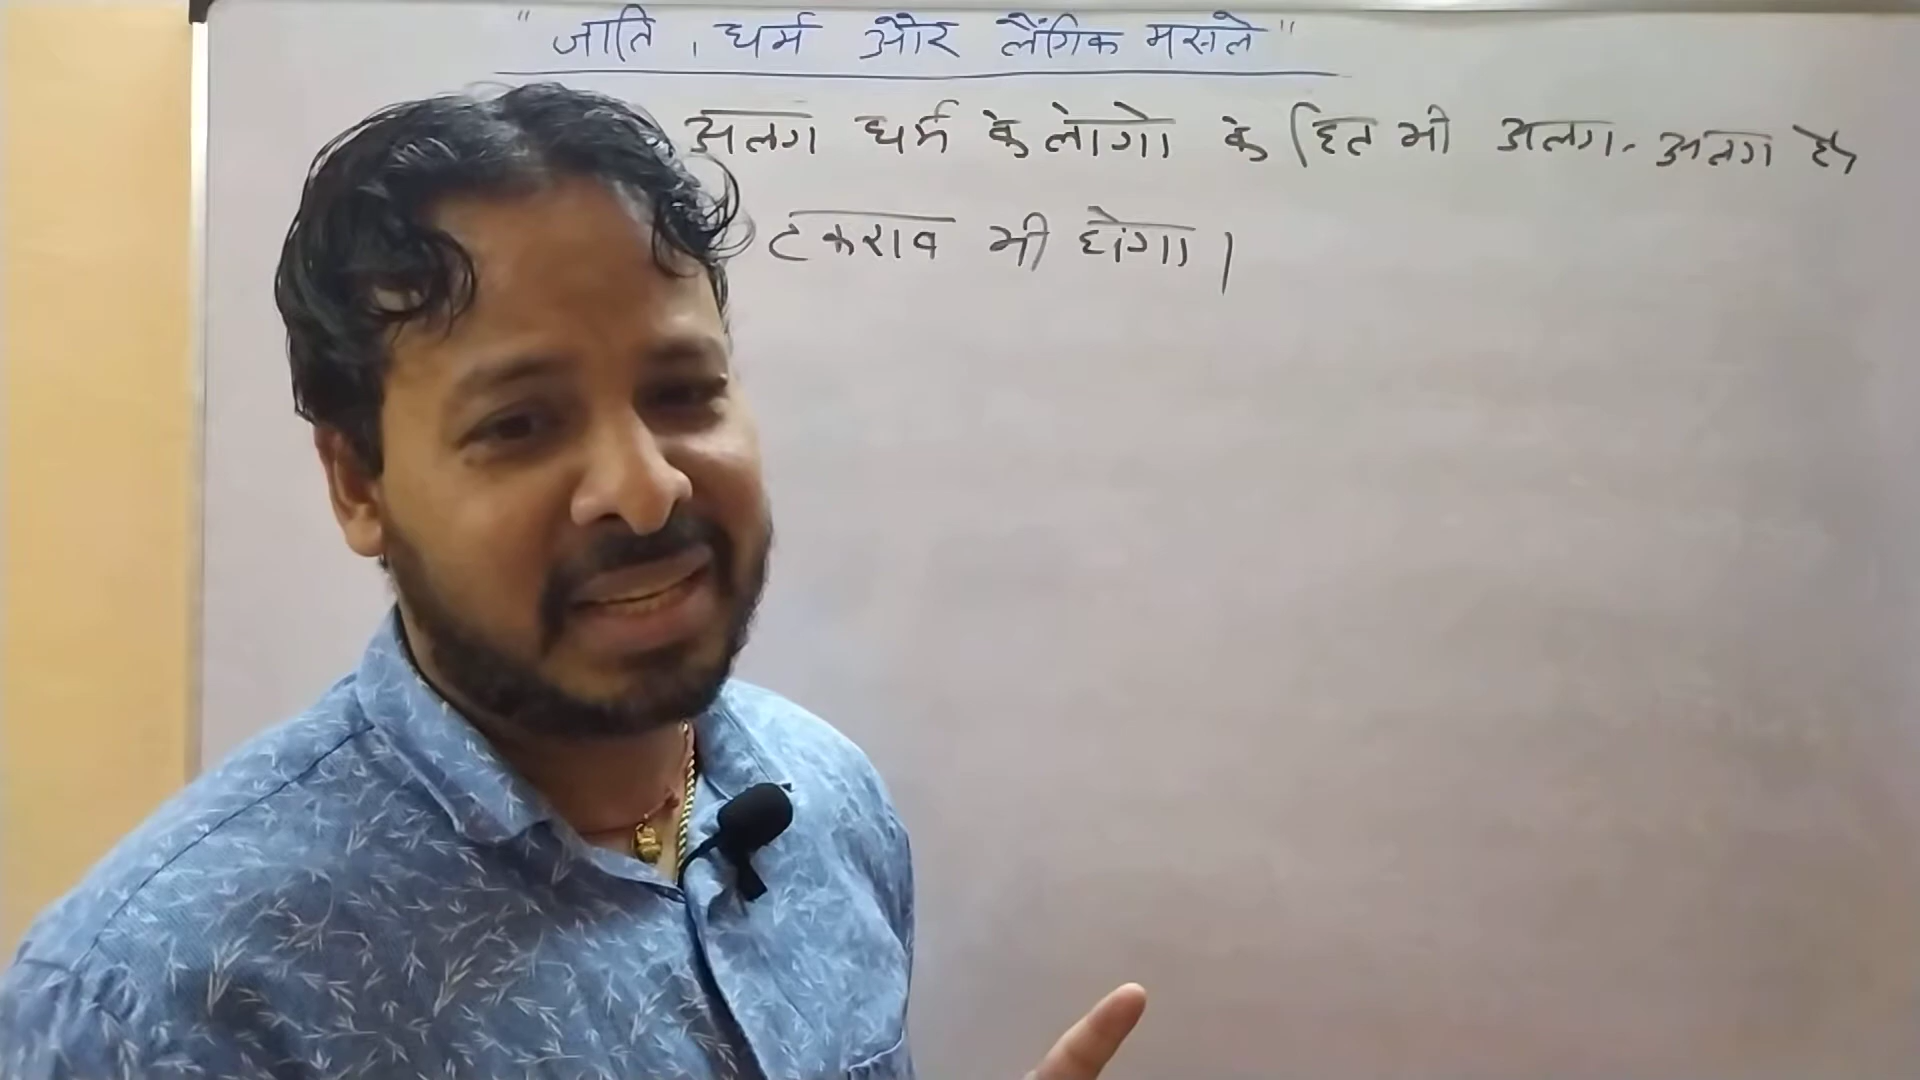 "जाति, धर्म और लैंगिक मसले"
अलग धर्म के लोगो के हित भी अलग-अलग है
टकराव भी होगा।